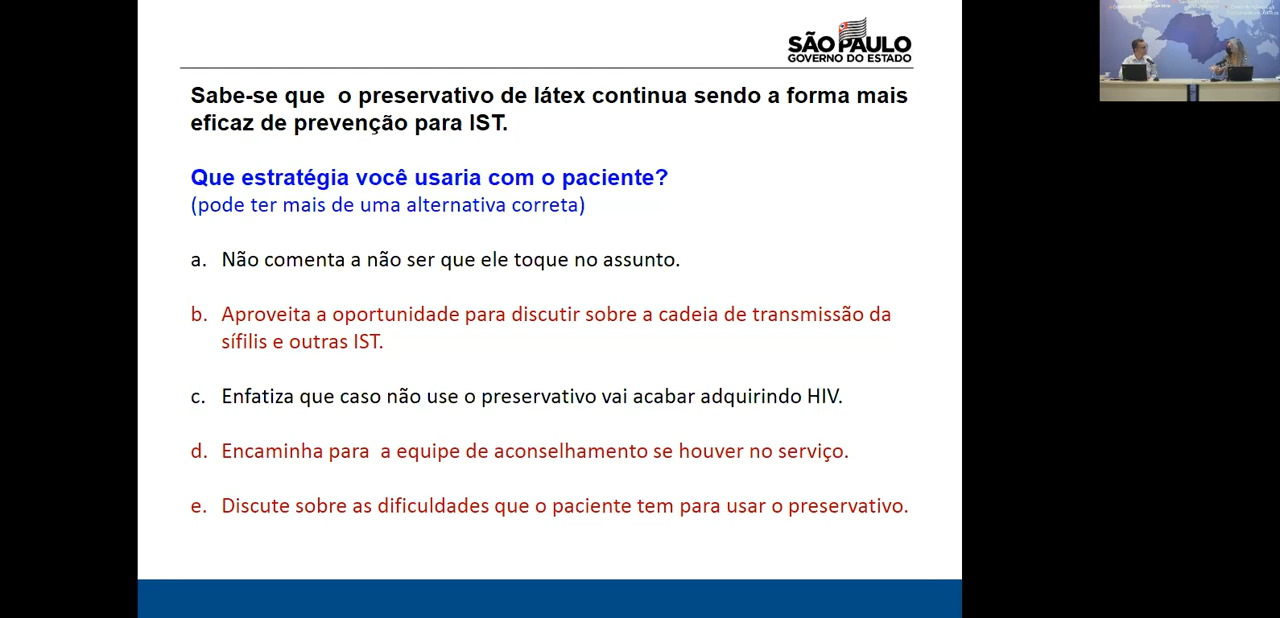 SÃO PAULO
GOVERNO DO ESTADO
Sabe-se que o preservativo de látex continua sendo a forma mais
eficaz de prevenção para IST.
Que estratégia você usaria com o paciente?
(pode ter mais de uma alternativa correta)
a. Não comenta a não ser que ele toque no assunto.
b. Aproveita a oportunidade para discutir sobre a cadeia de transmissão da
sífilis e outras IST.
c. Enfatiza que caso não use o preservativo vai acabar adquirindo HIV.
d. Encaminha para a equipe de aconselhamento se houver no serviço.
e. Discute sobre as dificuldades que o paciente tem para usar o preservativo.